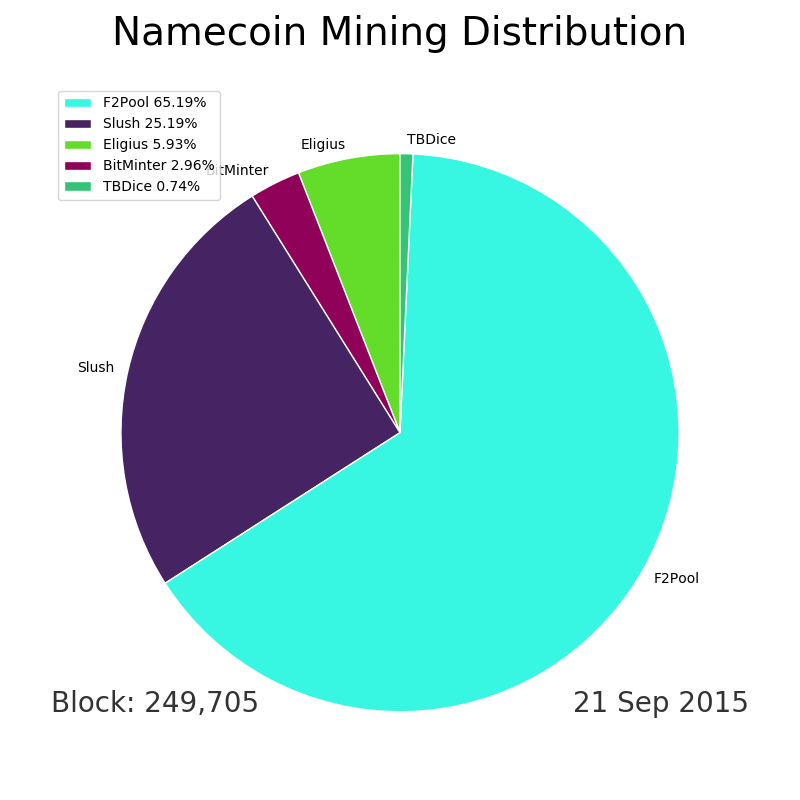 Namecoin Mining Distribution
F2Pool 65.19%
Slush 25.19%
Eligius 5.93%
BitMinter 2.96%
TBDice 0.74%
TBDice
Eligius
BitMinter
Slush
F2Pool
Block: 249,705
21 Sep 2015